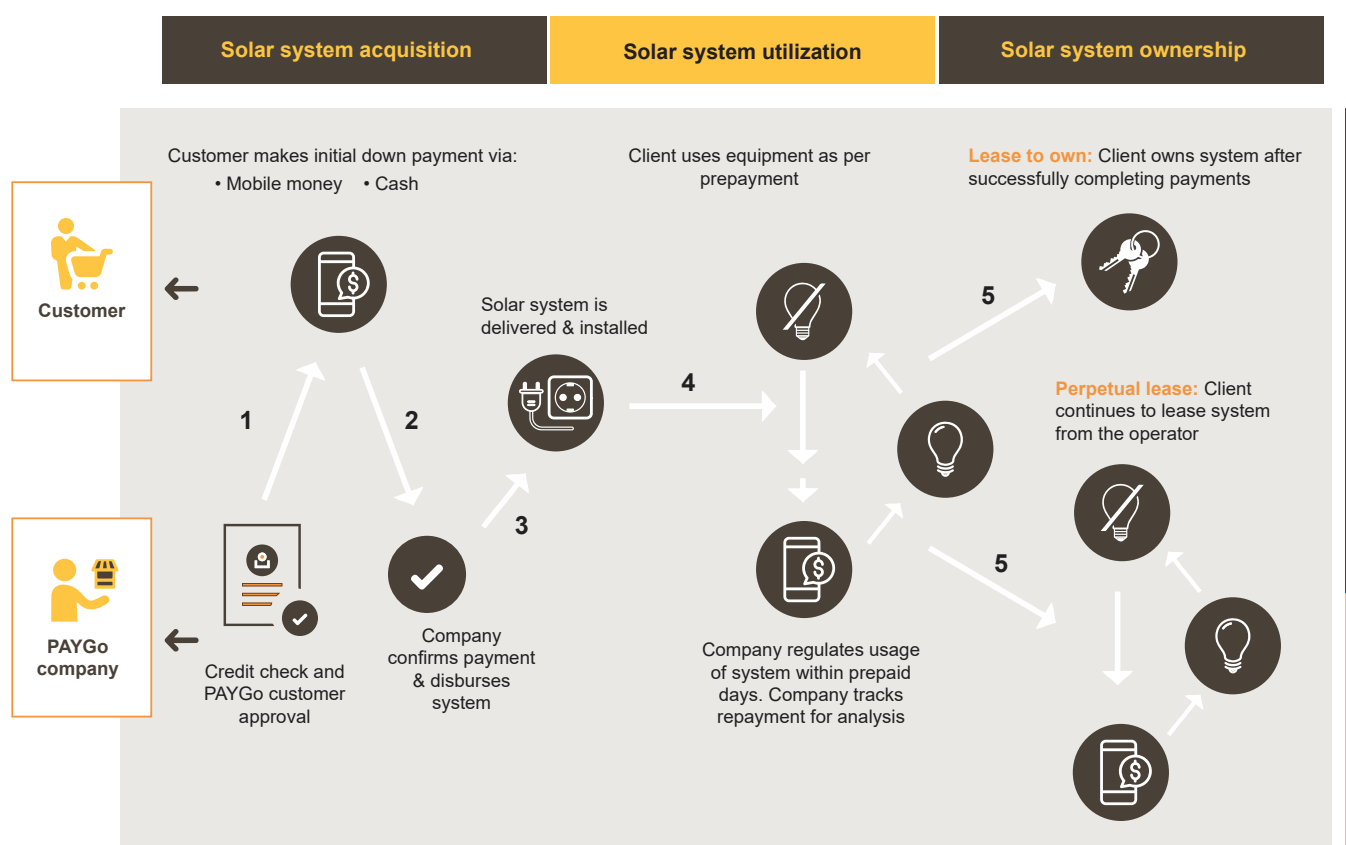 Solar system acquisition
Solar system utilization
Solar system ownership
Customer makes initial down payment via:
• Mobile money • Cash
Client uses equipment as per
prepayment
Lease to own: Client owns system after
successfully completing payments
Customer
$
Solar system is
delivered & installed
1
2
3
4
5
Perpetual lease: Client
continues to lease system
from the operator
5
PAYGo
company
Credit check and
PAYGo customer
approval
Company
confirms payment
& disburses
system
$
Company regulates usage
of system within prepaid
days. Company tracks
repayment for analysis
$